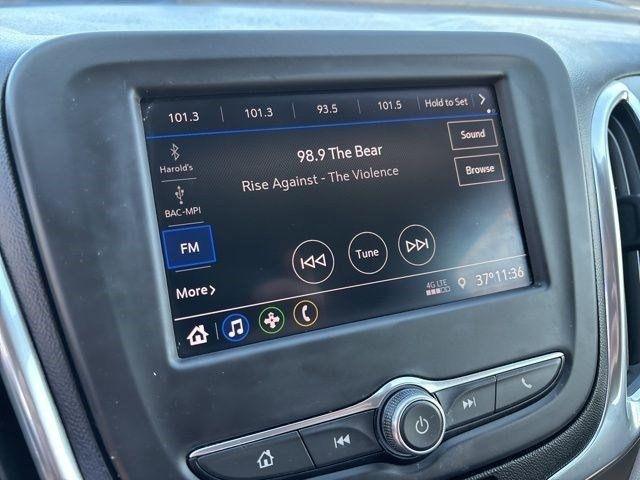 101.3 101.3 93.5 101.5 Hold to Set
98.9 The Bear
Rise Against - The Violence
Sound
Browse
Harold's
BAC-MPI
FM
More
Tune
4G LTE
37° 11:36